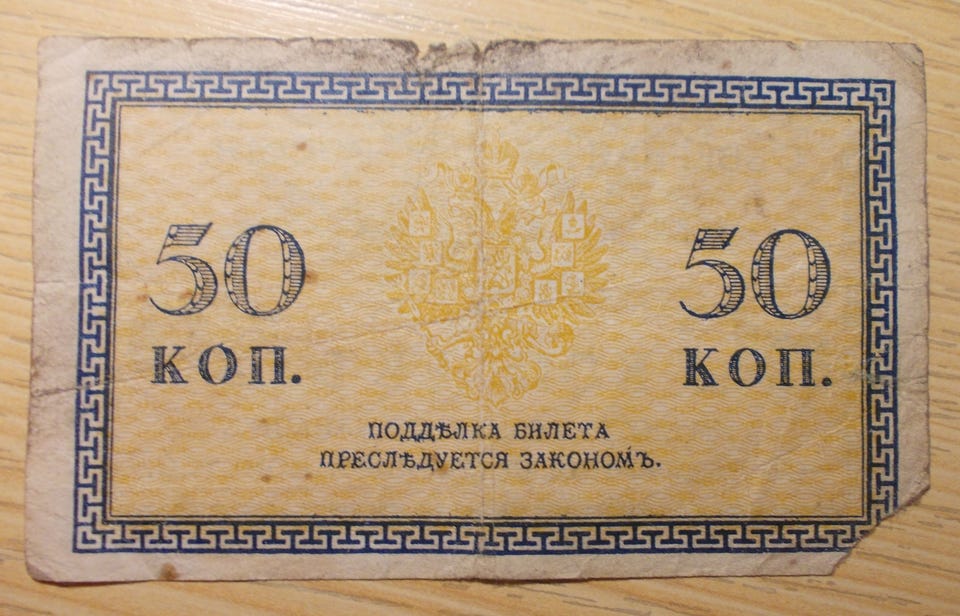 50 50
КОП. КОП.
ПОДДѢЛКА БИЛЕТА
ПРЕСЛѢДУЕТСЯ ЗАКОНОМЪ.